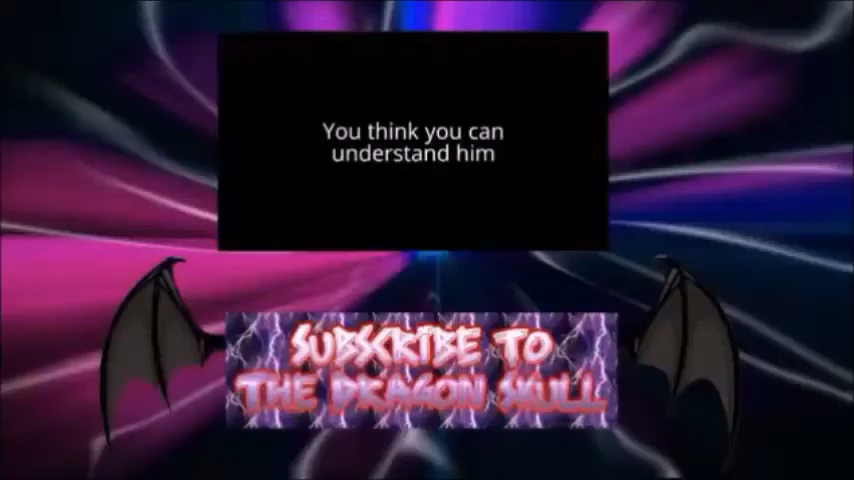 You think you can
understand him
SUBSCRIBE TO
THE DRAGON SKULL